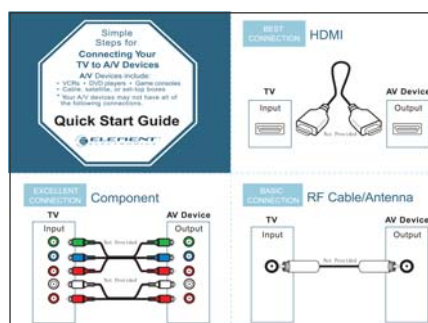 Simple
Steps for
Connecting Your
TV to A/V Devices
A/V Devices include:
• VCRs • DVD players • Game consoles
• Cable, satellite, or set-top boxes
* Your A/V devices may not have all of
the following connections.
Quick Start Guide
ELEMENT
ELECTRONICS
BEST
CONNECTION
HDMI
TV
AV Device
Input
Output
Not Provided
EXCELLENT
CONNECTION
Component
TV
AV Device
Input
Output
Not Provided
Not Provided
BASIC
CONNECTION
RF Cable/Antenna
TV
AV Device
Input
Output
Not Provided